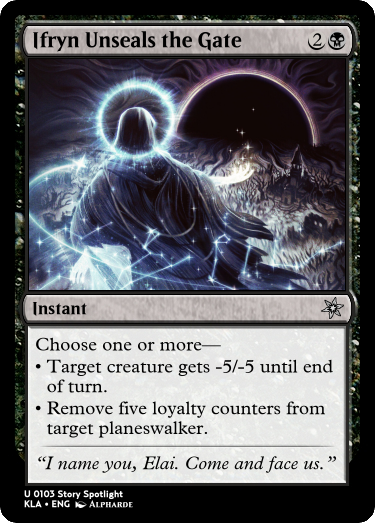 Ifryn Unseals the Gate 2
Instant
Choose one or more—
• Target creature gets -5/-5 until end
of turn.
• Remove five loyalty counters from
target planeswalker.
“I name you, Elai. Come and face us.”
U 0103 Story Spotlight
KLA • ENG ALPHARDE